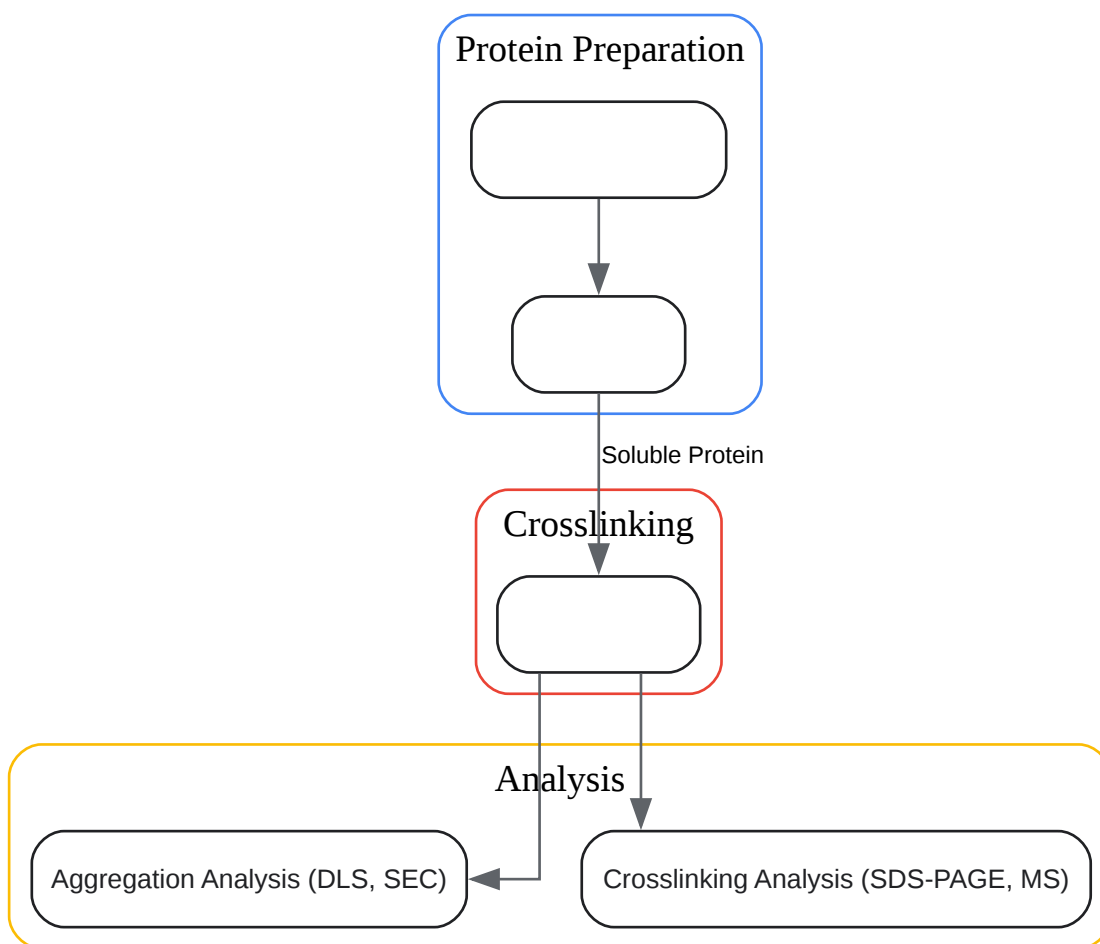 Protein Preparation
Soluble Protein
Crosslinking
Analysis
Aggregation Analysis (DLS, SEC)
Crosslinking Analysis (SDS-PAGE, MS)